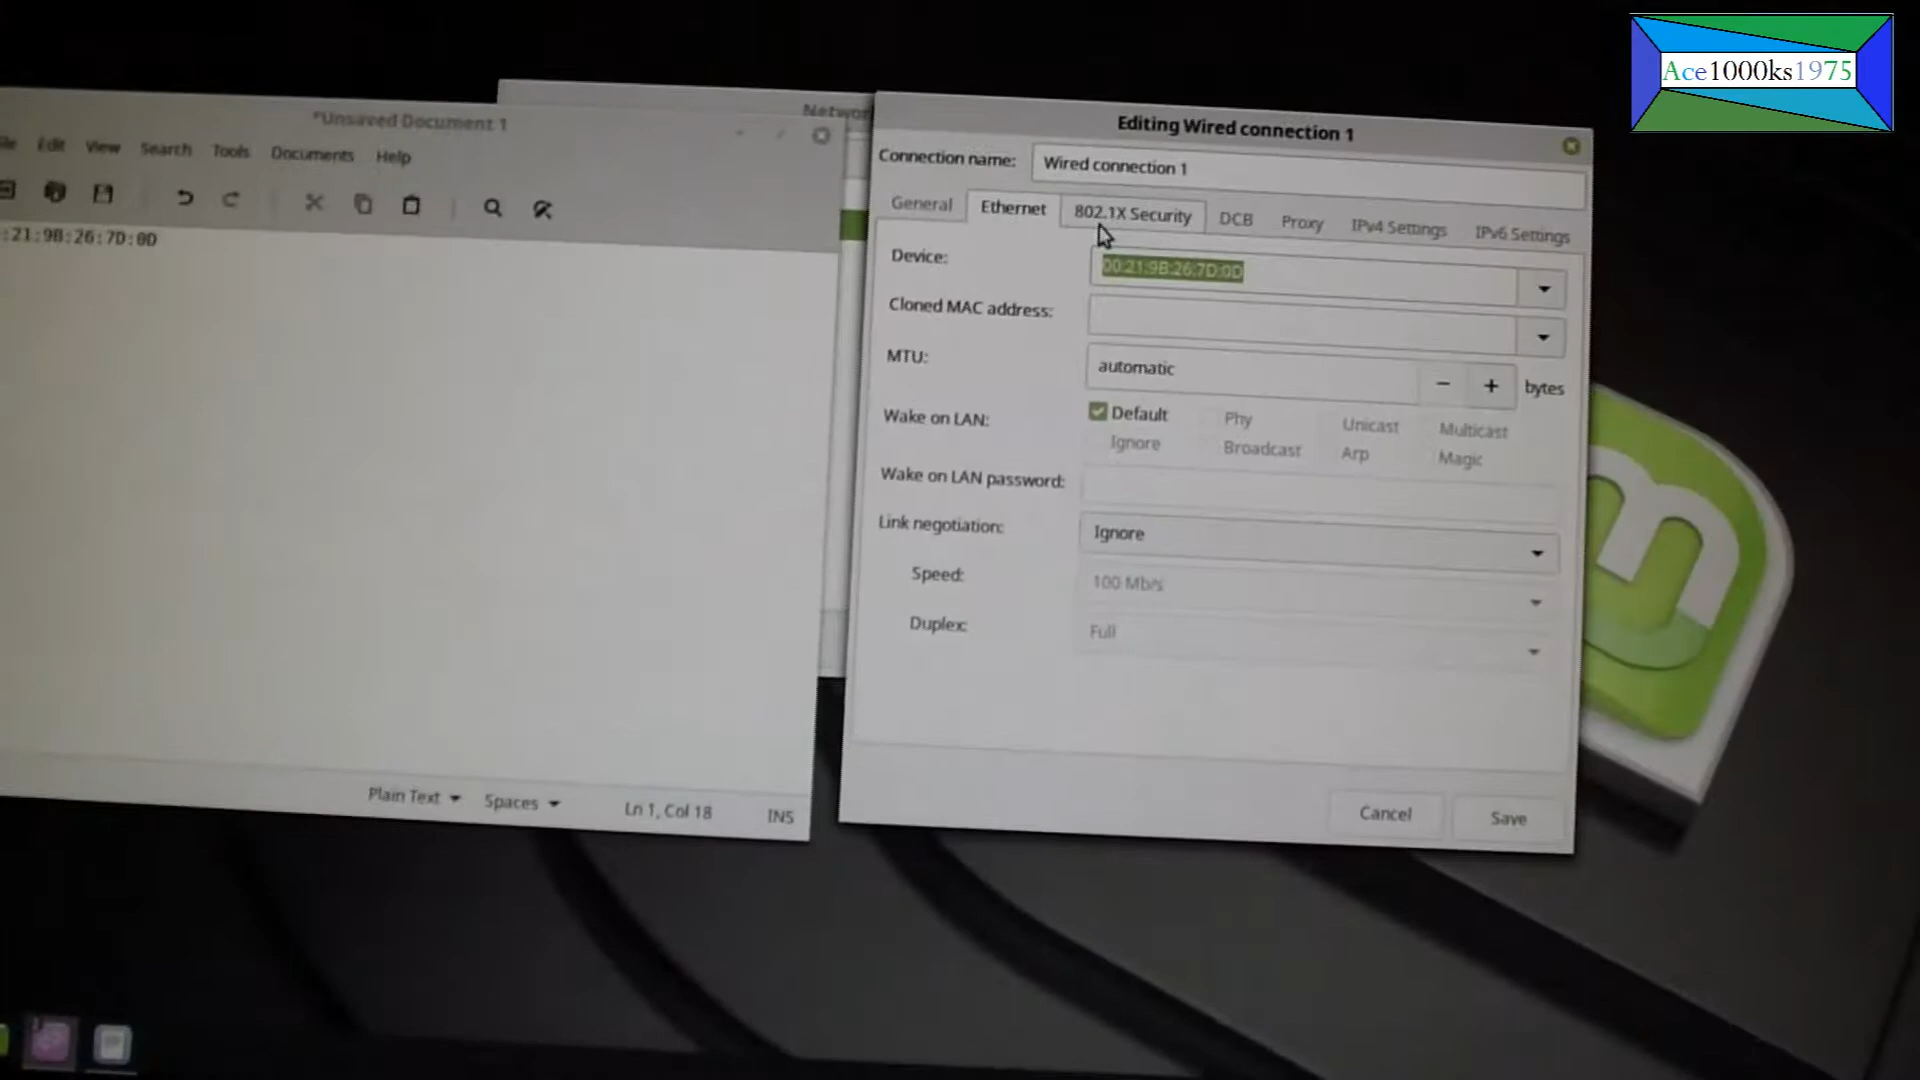 Ace1000ks1975
*Unsaved Document 1
Edit View Search Tools Documents Help
:21:9B:26:7D:0D
Plain Text Spaces Ln 1, Col 18 INS
Editing Wired connection 1
Connection name: Wired connection 1
General Ethernet 802.1X Security DCB Proxy IPv4 Settings IPv6 Settings
Device: 00:21:9B:26:7D:0D
Cloned MAC address:
MTU: automatic - + bytes
Wake on LAN: Default Phy Unicast Multicast
Ignore Broadcast Arp Magic
Wake on LAN password:
Link negotiation: Ignore
Speed: 100 Mb/s
Duplex: Full
Cancel Save